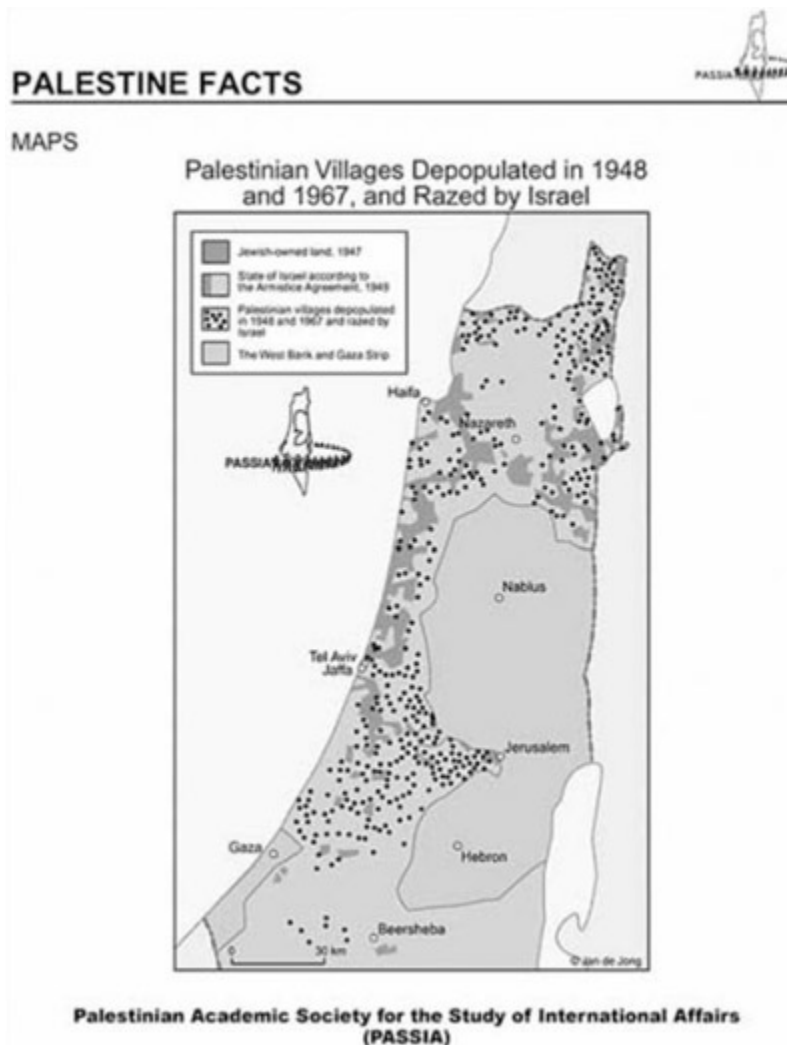 PASSIA
PALESTINE FACTS
MAPS
Palestinian Villages Depopulated in 1948
and 1967, and Razed by Israel
Jewish-owned land, 1947
State of Israel according to
the Armistice Agreement, 1949
Palestinian villages depopulated
in 1948 and 1967 and razed by
Israel
The West Bank and Gaza Strip
Haifa
Nazareth
PASSIA
Nablus
Tel Aviv
Jaffa
Jerusalem
Gaza
Hebron
Beersheba
0 30 km
© Jan de Jong
Palestinian Academic Society for the Study of International Affairs
(PASSIA)